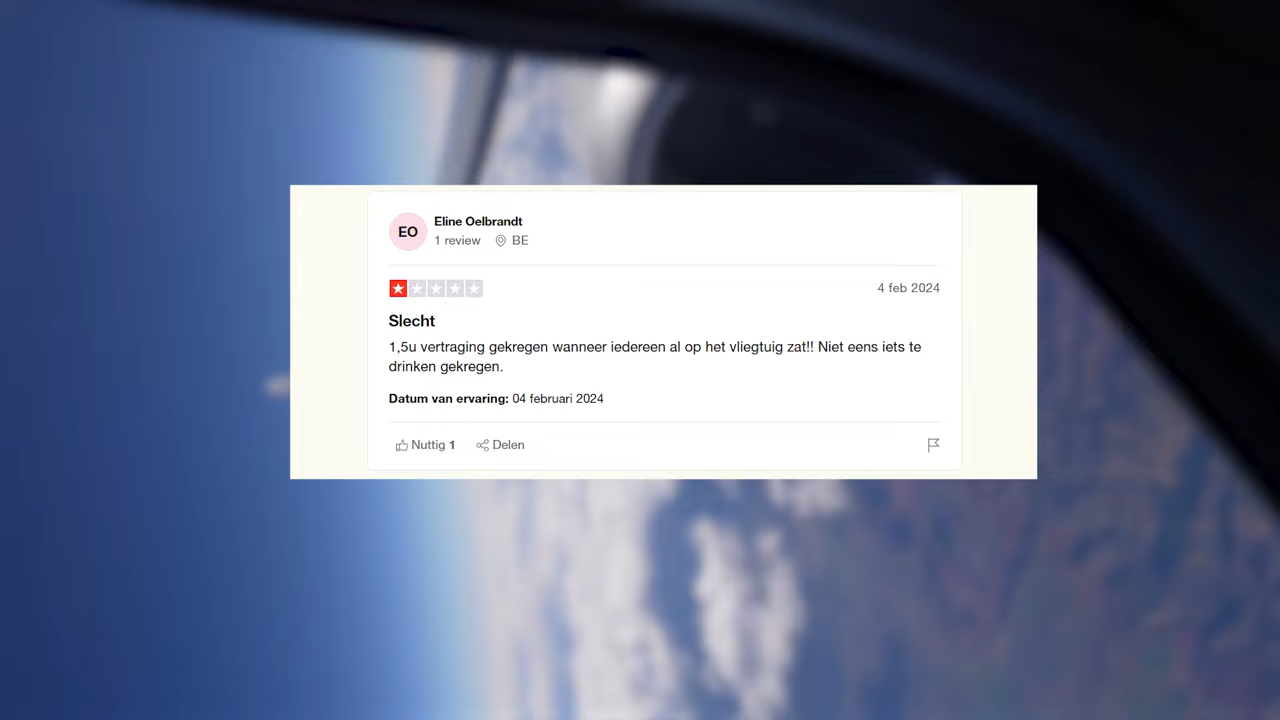 EO
Eline Oelbrandt
1 review BE
4 feb 2024
Slecht
1,5u vertraging gekregen wanneer iedereen al op het vliegtuig zat!! Niet eens iets te
drinken gekregen.
Datum van ervaring: 04 februari 2024
Nuttig 1 Delen